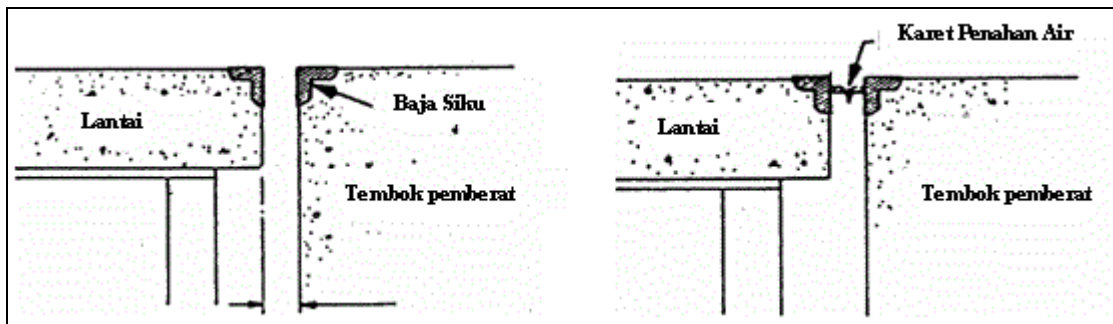 Lantai
Baja Siku
Tembok pemberat
Karet Penahan Air
Lantai
Tembok pemberat